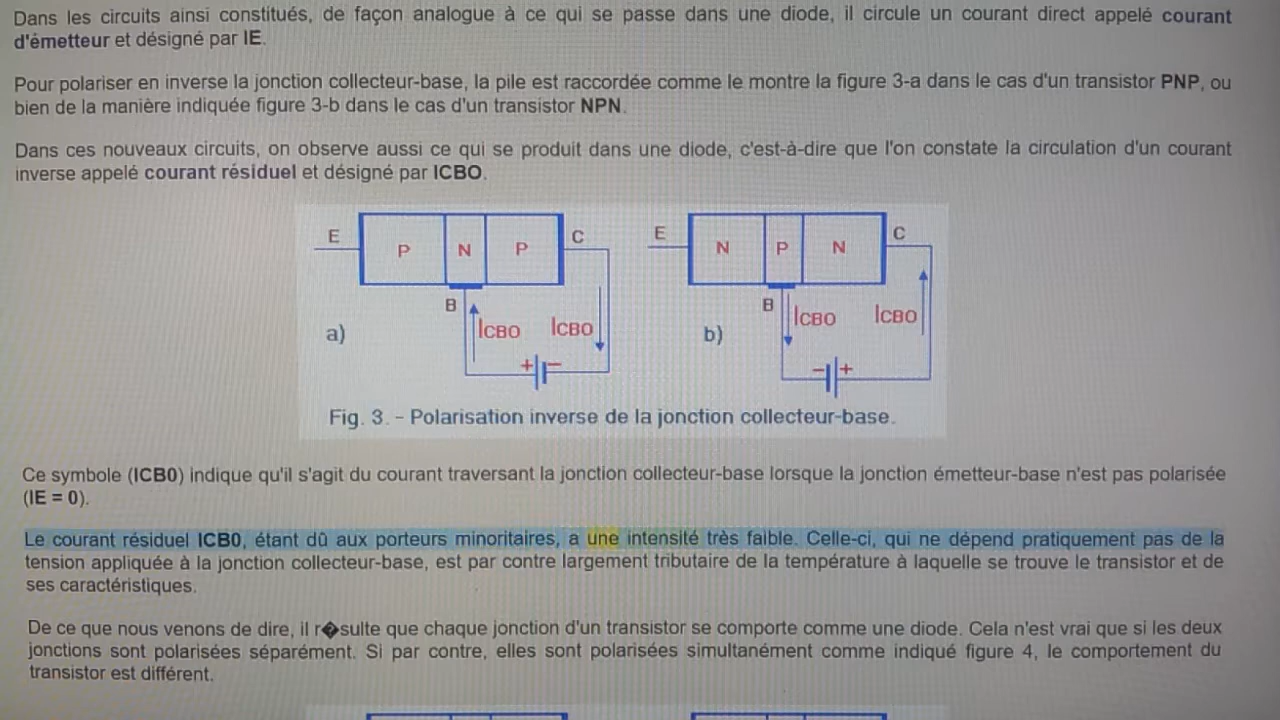 Dans les circuits ainsi constitués, de façon analogue à ce qui se passe dans une diode, il circule un courant direct appelé courant
d'émetteur et désigné par IE.
Pour polariser en inverse la jonction collecteur-base, la pile est raccordée comme le montre la figure 3-a dans le cas d'un transistor PNP, ou
bien de la manière indiquée figure 3-b dans le cas d'un transistor NPN.
Dans ces nouveaux circuits, on observe aussi ce qui se produit dans une diode, c'est-à-dire que l'on constate la circulation d'un courant
inverse appelé courant résiduel et désigné par ICBO.
E P N P C
B
ICBO ICBO
a)
+ −
E N P N C
B
ICBO ICBO
b)
− +
Fig. 3. - Polarisation inverse de la jonction collecteur-base.
Ce symbole (ICB0) indique qu'il s'agit du courant traversant la jonction collecteur-base lorsque la jonction émetteur-base n'est pas polarisée
(IE = 0).
Le courant résiduel ICB0, étant dû aux porteurs minoritaires, a une intensité très faible. Celle-ci, qui ne dépend pratiquement pas de la
tension appliquée à la jonction collecteur-base, est par contre largement tributaire de la température à laquelle se trouve le transistor et de
ses caractéristiques.
De ce que nous venons de dire, il r�sulte que chaque jonction d'un transistor se comporte comme une diode. Cela n'est vrai que si les deux
jonctions sont polarisées séparément. Si par contre, elles sont polarisées simultanément comme indiqué figure 4, le comportement du
transistor est différent.